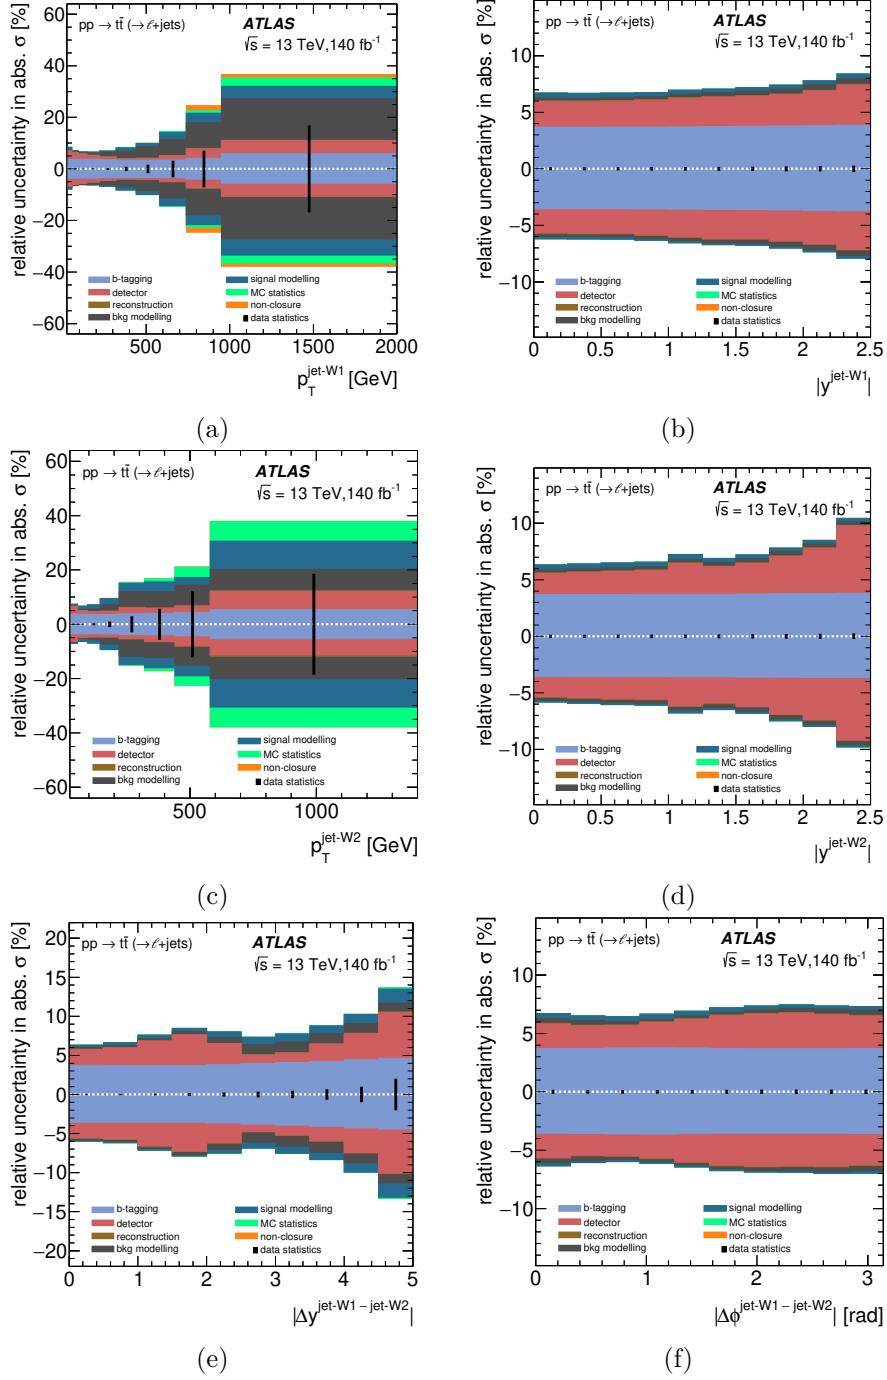 relative uncertainty in abs. σ [%]
pp → tt̄ (→ℓ+jets)
ATLAS
√s = 13 TeV,140 fb⁻¹
60
40
20
0
−20
−40
−60
b-tagging
detector
reconstruction
bkg modelling
signal modelling
MC statistics
non-closure
data statistics
500 1000 1500 2000
p_T^jet-W1 [GeV]
(a)
relative uncertainty in abs. σ [%]
pp → tt̄ (→ℓ+jets)
ATLAS
√s = 13 TeV,140 fb⁻¹
10
5
0
−5
−10
b-tagging
detector
reconstruction
bkg modelling
signal modelling
MC statistics
non-closure
data statistics
0 0.5 1 1.5 2 2.5
|y^jet-W1|
(b)
relative uncertainty in abs. σ [%]
pp → tt̄ (→ℓ+jets)
ATLAS
√s = 13 TeV,140 fb⁻¹
60
40
20
0
−20
−40
−60
b-tagging
detector
reconstruction
bkg modelling
signal modelling
MC statistics
non-closure
data statistics
500 1000
p_T^jet-W2 [GeV]
(c)
relative uncertainty in abs. σ [%]
pp → tt̄ (→ℓ+jets)
ATLAS
√s = 13 TeV,140 fb⁻¹
10
5
0
−5
−10
b-tagging
detector
reconstruction
bkg modelling
signal modelling
MC statistics
non-closure
data statistics
0 0.5 1 1.5 2 2.5
|y^jet-W2|
(d)
relative uncertainty in abs. σ [%]
pp → tt̄ (→ℓ+jets)
ATLAS
√s = 13 TeV,140 fb⁻¹
20
15
10
5
0
−5
−10
−15
−20
b-tagging
detector
reconstruction
bkg modelling
signal modelling
MC statistics
non-closure
data statistics
0 1 2 3 4 5
|Δy^jet-W1 − jet-W2|
(e)
relative uncertainty in abs. σ [%]
pp → tt̄ (→ℓ+jets)
ATLAS
√s = 13 TeV,140 fb⁻¹
10
5
0
−5
−10
b-tagging
detector
reconstruction
bkg modelling
signal modelling
MC statistics
non-closure
data statistics
0 1 2 3
|Δϕ^jet-W1 − jet-W2| [rad]
(f)